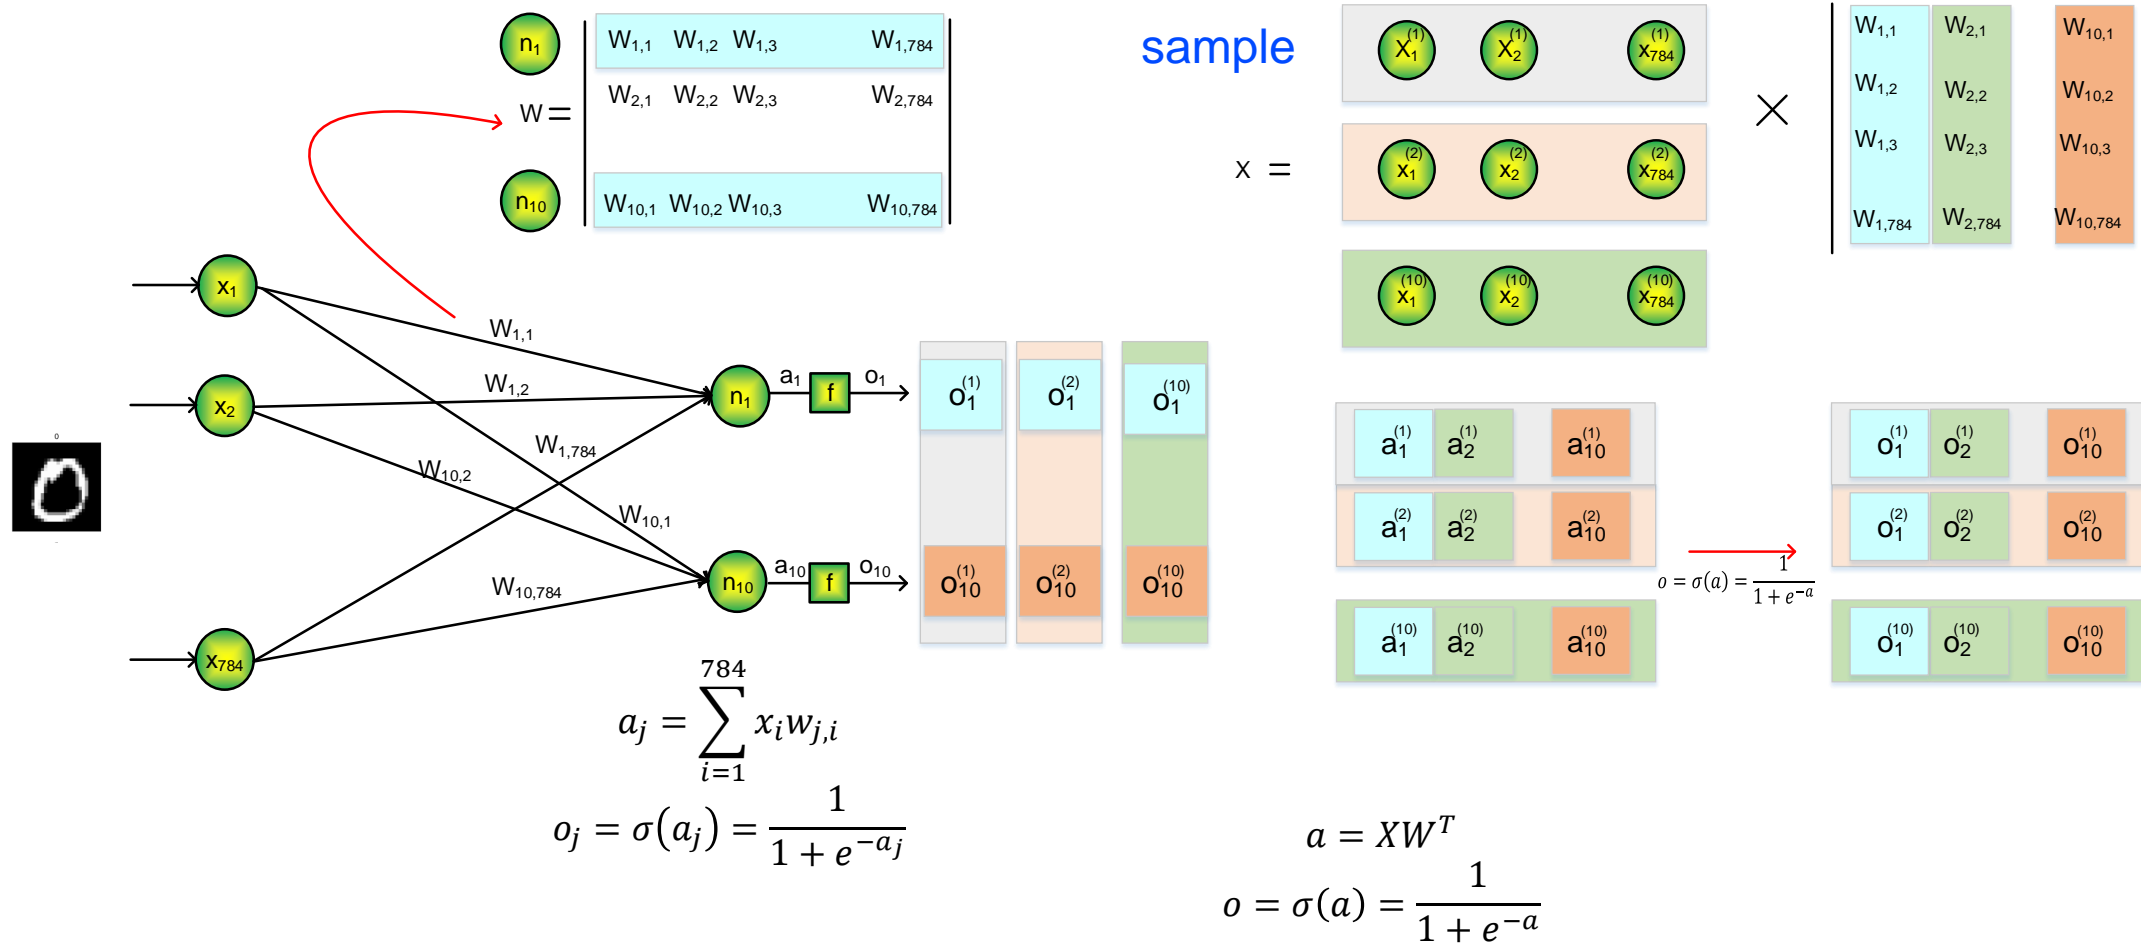 n₁ W₁,₁ W₁,₂ W₁,₃ W₁,₇₈₄
W₂,₁ W₂,₂ W₂,₃ W₂,₇₈₄
W =
n₁₀ W₁₀,₁ W₁₀,₂ W₁₀,₃ W₁₀,₇₈₄
x₁
x₂
x₇₈₄
0
W₁,₁
W₁,₂
W₁,₇₈₄
W₁₀,₂
W₁₀,₁
W₁₀,₇₈₄
n₁ a₁ f o₁
n₁₀ a₁₀ f o₁₀
o₁⁽¹⁾ o₁⁽²⁾ o₁⁽¹⁰⁾
o₁₀⁽¹⁾ o₁₀⁽²⁾ o₁₀⁽¹⁰⁾
a_j = ∑_{i=1}^{784} x_i w_{j,i}
o_j = σ(a_j) = 1 / (1 + e^{-a_j})
sample
X₁⁽¹⁾ X₂⁽¹⁾ x₇₈₄⁽¹⁾
x =
x₁⁽²⁾ x₂⁽²⁾ x₇₈₄⁽²⁾
x₁⁽¹⁰⁾ x₂⁽¹⁰⁾ x₇₈₄⁽¹⁰⁾
×
W₁,₁ W₂,₁ W₁₀,₁
W₁,₂ W₂,₂ W₁₀,₂
W₁,₃ W₂,₃ W₁₀,₃
W₁,₇₈₄ W₂,₇₈₄ W₁₀,₇₈₄
a₁⁽¹⁾ a₂⁽¹⁾ a₁₀⁽¹⁾
a₁⁽²⁾ a₂⁽²⁾ a₁₀⁽²⁾
a₁⁽¹⁰⁾ a₂⁽¹⁰⁾ a₁₀⁽¹⁰⁾
o = σ(a) = 1 / (1 + e^{-a})
o₁⁽¹⁾ o₂⁽¹⁾ o₁₀⁽¹⁾
o₁⁽²⁾ o₂⁽²⁾ o₁₀⁽²⁾
o₁⁽¹⁰⁾ o₂⁽¹⁰⁾ o₁₀⁽¹⁰⁾
a = XW^T
o = σ(a) = 1 / (1 + e^{-a})